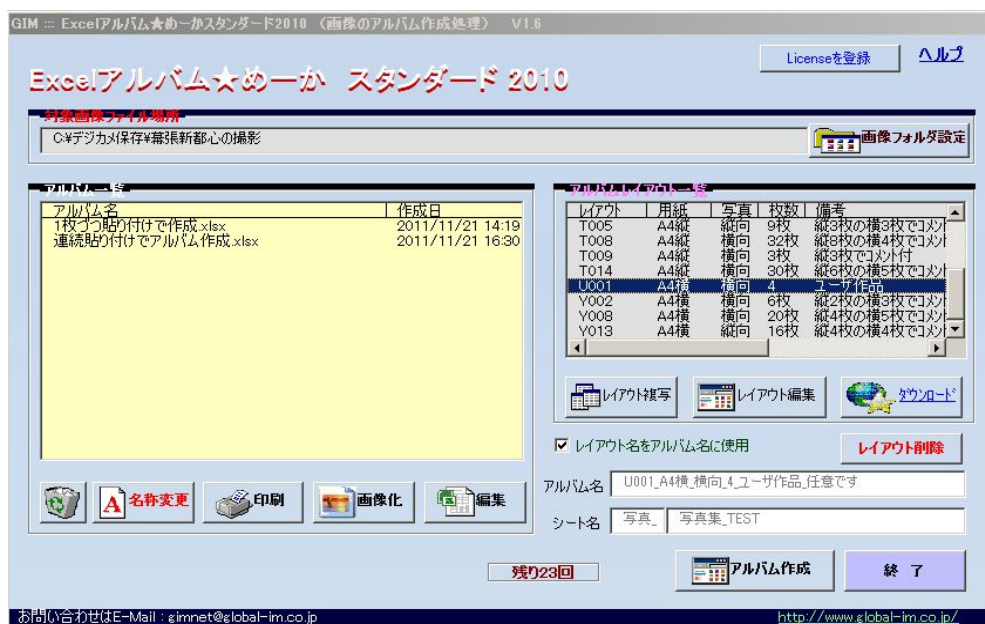 GIM ::: Excelアルバム★めーかスタンダード2010 （画像のアルバム作成処理） V1.6
Licenseを登録 ヘルプ
Excelアルバム★めーか スタンダード 2010
対象画像ファイル場所
C:¥デジカメ保存¥幕張新都心の撮影
画像フォルダ設定
アルバム一覧
アルバム名 作成日
1枚づつ貼り付けで作成.xlsx 2011/11/21 14:19
連続貼り付けでアルバム作成.xlsx 2011/11/21 16:30
名称変更 印刷 画像化 編集
アルバムレイアウト一覧
レイアウト 用紙 写真 枚数 備考
T005 A4縦 縦向 9枚 縦3枚の横3枚でコメント
T008 A4縦 横向 32枚 縦8枚の横4枚でコメント
T009 A4縦 横向 3枚 縦3枚でコメント付
T014 A4縦 横向 30枚 縦6枚の横5枚でコメント
U001 A4横 横向 4 ユーザ作品
Y002 A4横 横向 6枚 縦2枚の横3枚でコメント
Y008 A4横 横向 20枚 縦4枚の横5枚でコメント
Y013 A4横 縦向 16枚 縦4枚の横4枚でコメント
レイアウト複写 レイアウト編集 ダウンロード
レイアウト名をアルバム名に使用 レイアウト削除
アルバム名 U001_A4横_横向_4_ユーザ作品_任意です
シート名 写真_ 写真集_TEST
残り23回 アルバム作成 終 了
お問い合わせはE-Mail : gimnet@global-im.co.jp http://www.global-im.co.jp/